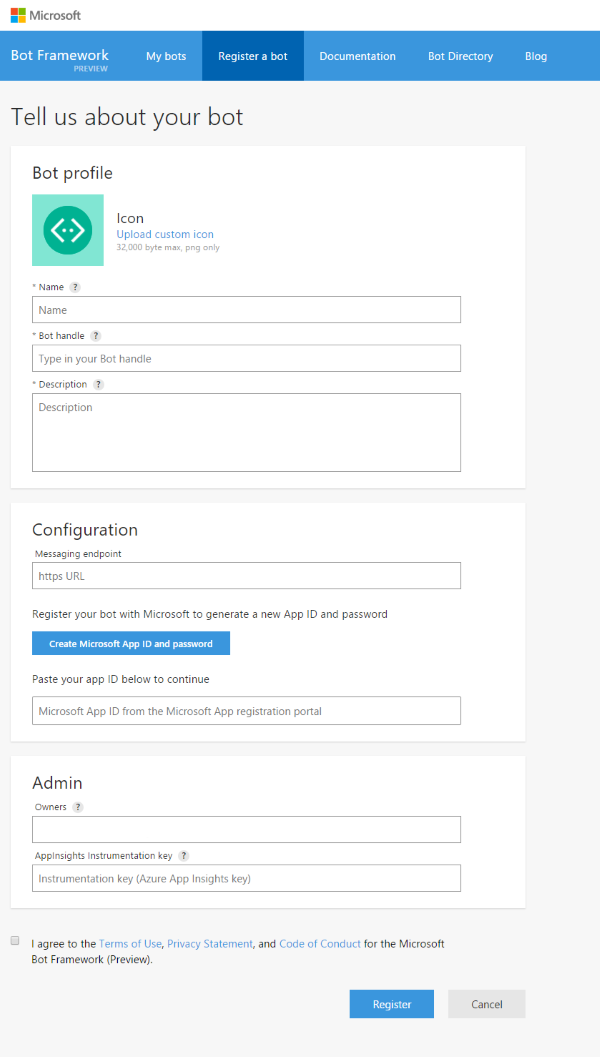 Microsoft
Bot Framework
PREVIEW
My bots
Register a bot
Documentation
Bot Directory
Blog
Tell us about your bot
Bot profile
Icon
Upload custom icon
32,000 byte max, png only
* Name ?
Name
* Bot handle ?
Type in your Bot handle
* Description ?
Description
Configuration
Messaging endpoint
https URL
Register your bot with Microsoft to generate a new App ID and password
Create Microsoft App ID and password
Paste your app ID below to continue
Microsoft App ID from the Microsoft App registration portal
Admin
Owners ?
AppInsights Instrumentation key ?
Instrumentation key (Azure App Insights key)
I agree to the Terms of Use, Privacy Statement, and Code of Conduct for the Microsoft
Bot Framework (Preview).
Register
Cancel